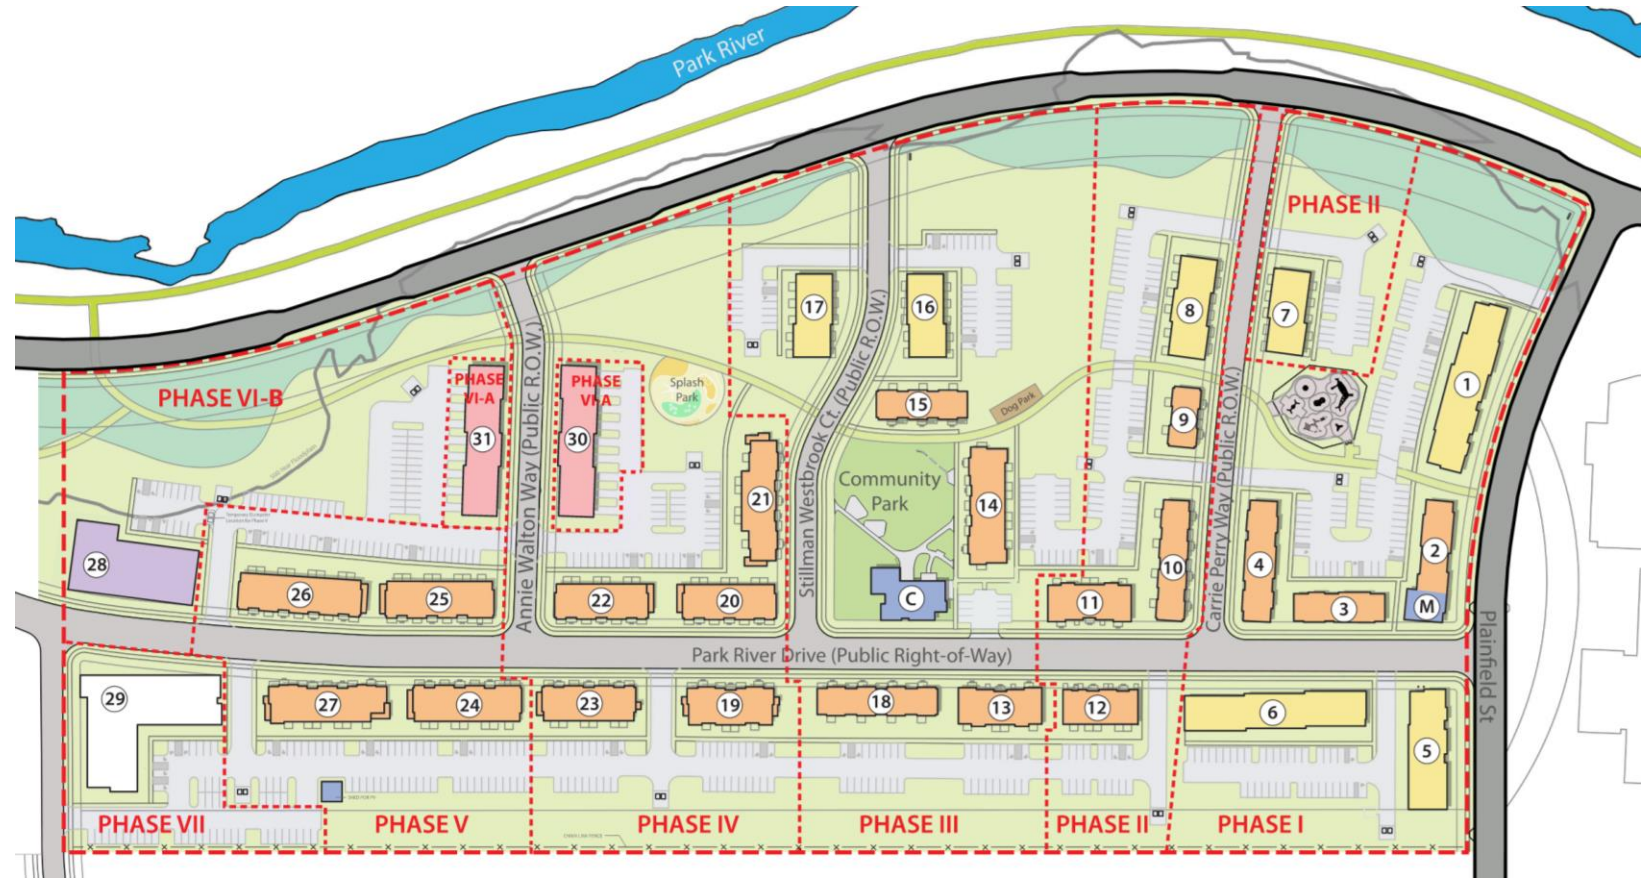 Park River
PHASE II
PHASE VI-B
PHASE
VI-A
PHASE
VI-A
Splash
Park
17
16
8
7
1
31
30
15
Dog Park
9
21
Community
Park
14
28
26
25
22
20
C
11
10
4
3
2
M
Annie Walton Way (Public R.O.W.)
Stillman Westbrook Ct. (Public R.O.W.)
Carrie Perry Way (Public R.O.W.)
Park River Drive (Public Right-of-Way)
Plainfield St
29
27
24
23
19
18
13
12
6
5
PHASE VII
PHASE V
PHASE IV
PHASE III
PHASE II
PHASE I